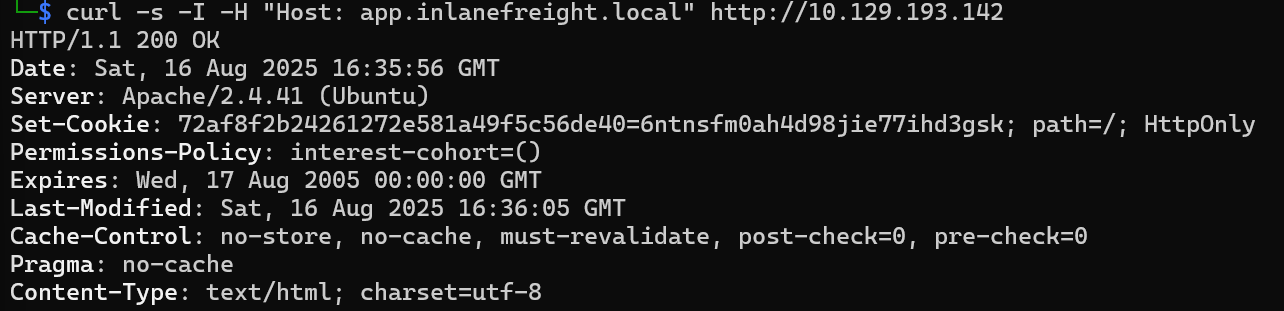 └─$ curl -s -I -H "Host: app.inlanefreight.local" http://10.129.193.142
HTTP/1.1 200 OK
Date: Sat, 16 Aug 2025 16:35:56 GMT
Server: Apache/2.4.41 (Ubuntu)
Set-Cookie: 72af8f2b24261272e581a49f5c56de40=6ntnsfm0ah4d98jie77ihd3gsk; path=/; HttpOnly
Permissions-Policy: interest-cohort=()
Expires: Wed, 17 Aug 2005 00:00:00 GMT
Last-Modified: Sat, 16 Aug 2025 16:36:05 GMT
Cache-Control: no-store, no-cache, must-revalidate, post-check=0, pre-check=0
Pragma: no-cache
Content-Type: text/html; charset=utf-8